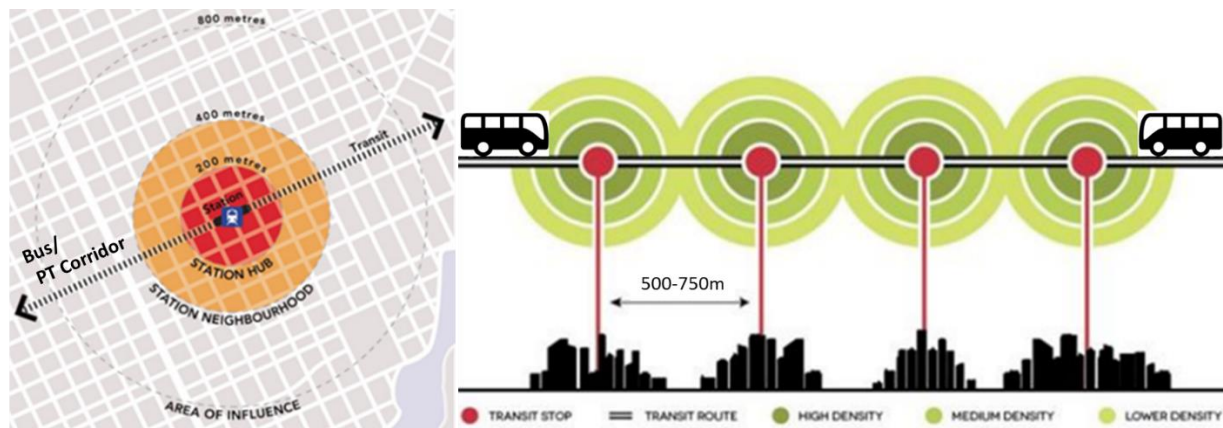 800 metres
400 metres
200 metres
Transit
Station
Bus/
PT Corridor
STATION HUB
STATION NEIGHBOURHOOD
AREA OF INFLUENCE
500-750m
TRANSIT STOP
TRANSIT ROUTE
HIGH DENSITY
MEDIUM DENSITY
LOWER DENSITY